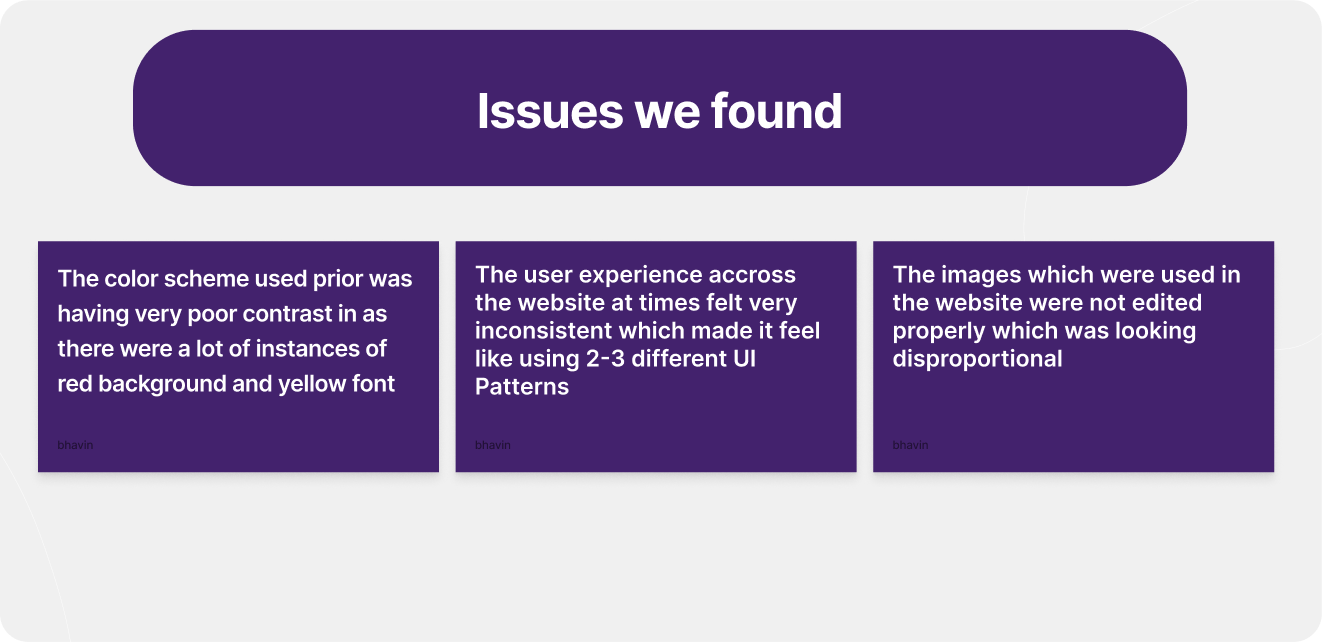 Issues we found
The color scheme used prior was
having very poor contrast in as
there were a lot of instances of
red background and yellow font
bhavin
The user experience accross
the website at times felt very
inconsistent which made it feel
like using 2-3 different UI
Patterns
bhavin
The images which were used in
the website were not edited
properly which was looking
disproportional
bhavin